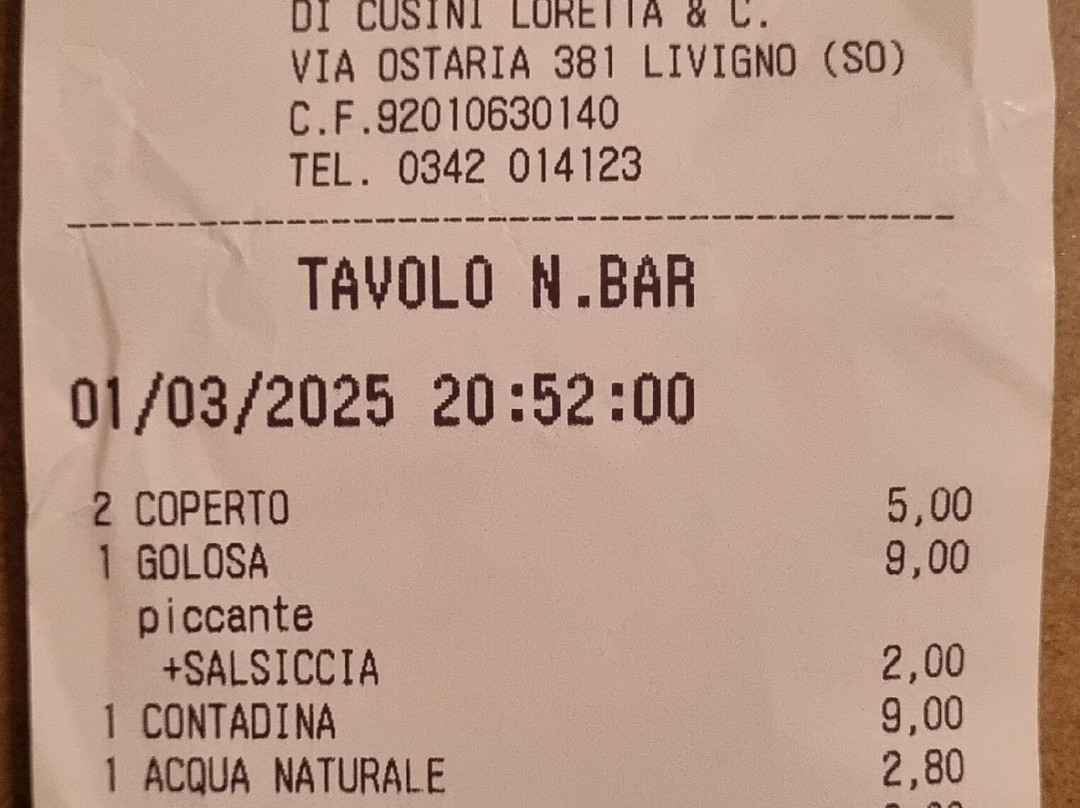 DI CUSINI LORETTA & C.
VIA OSTARIA 381 LIVIGNO (SO)
C.F.92010630140
TEL. 0342 014123
TAVOLO N.BAR
01/03/2025 20:52:00
2 COPERTO 5,00
1 GOLOSA 9,00
piccante
+SALSICCIA 2,00
1 CONTADINA 9,00
1 ACQUA NATURALE 2,80